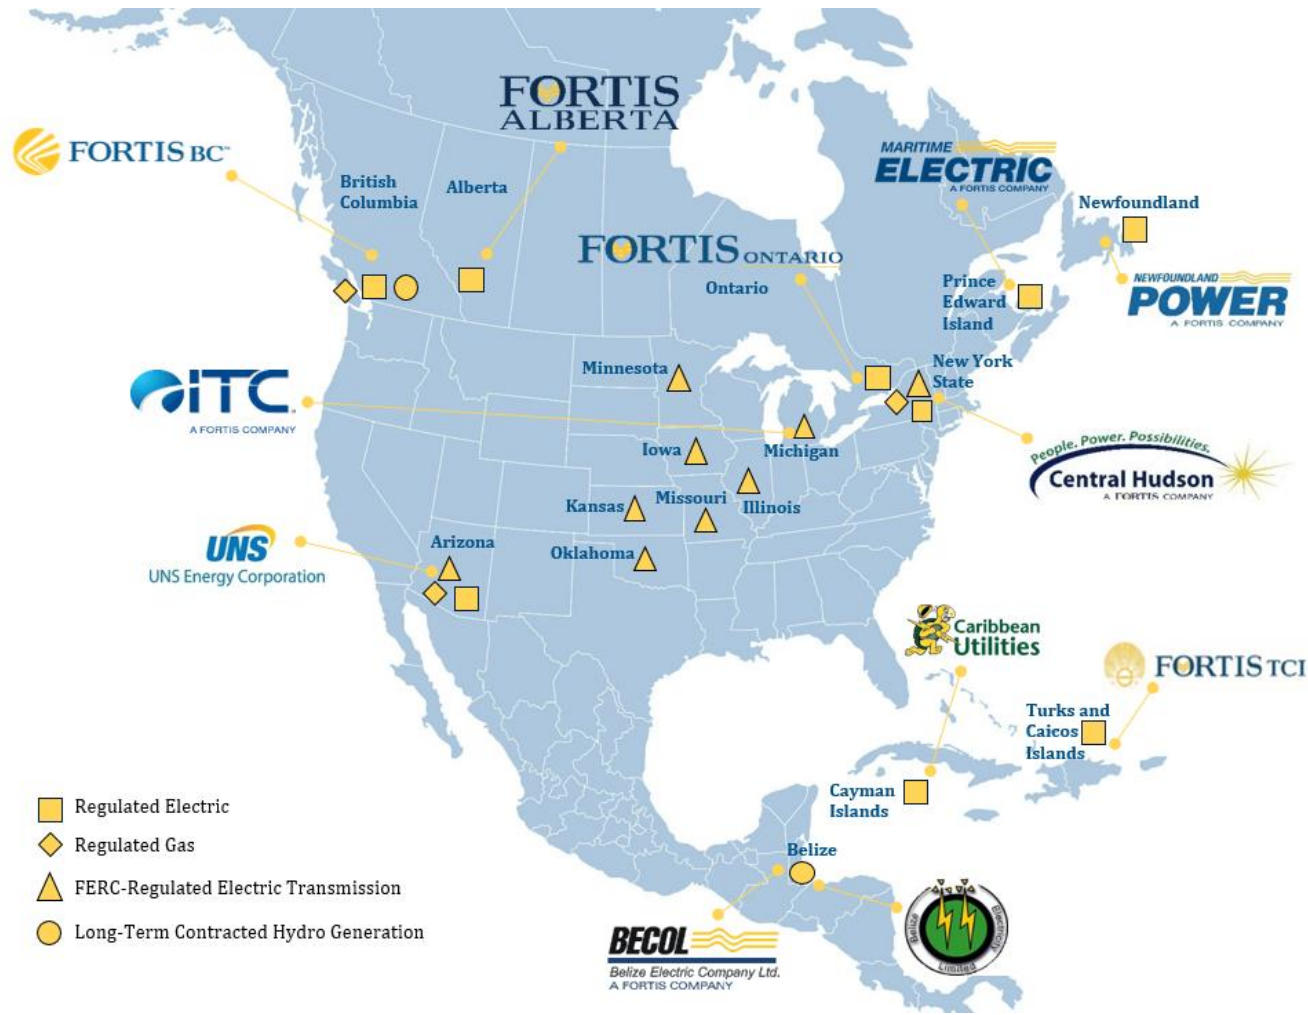 FORTIS
ALBERTA
FORTIS BC™
British
Columbia
Alberta
MARITIME
ELECTRIC
A FORTIS COMPANY
Newfoundland
FORTIS ONTARIO
Ontario
Prince
Edward
Island
NEWFOUNDLAND
POWER
A FORTIS COMPANY
Minnesota
New York
State
ITC
A FORTIS COMPANY
Iowa
Michigan
People. Power. Possibilities.
Central Hudson
A FORTIS COMPANY
Kansas
Missouri
Illinois
UNS
UNS Energy Corporation
Arizona
Oklahoma
Caribbean
Utilities
FORTIS TCI
Turks and
Caicos
Islands
Cayman
Islands
Regulated Electric
Regulated Gas
FERC-Regulated Electric Transmission
Long-Term Contracted Hydro Generation
Belize
BECOL
Belize Electric Company Ltd.
A FORTIS COMPANY
Belize
Electricity
Limited